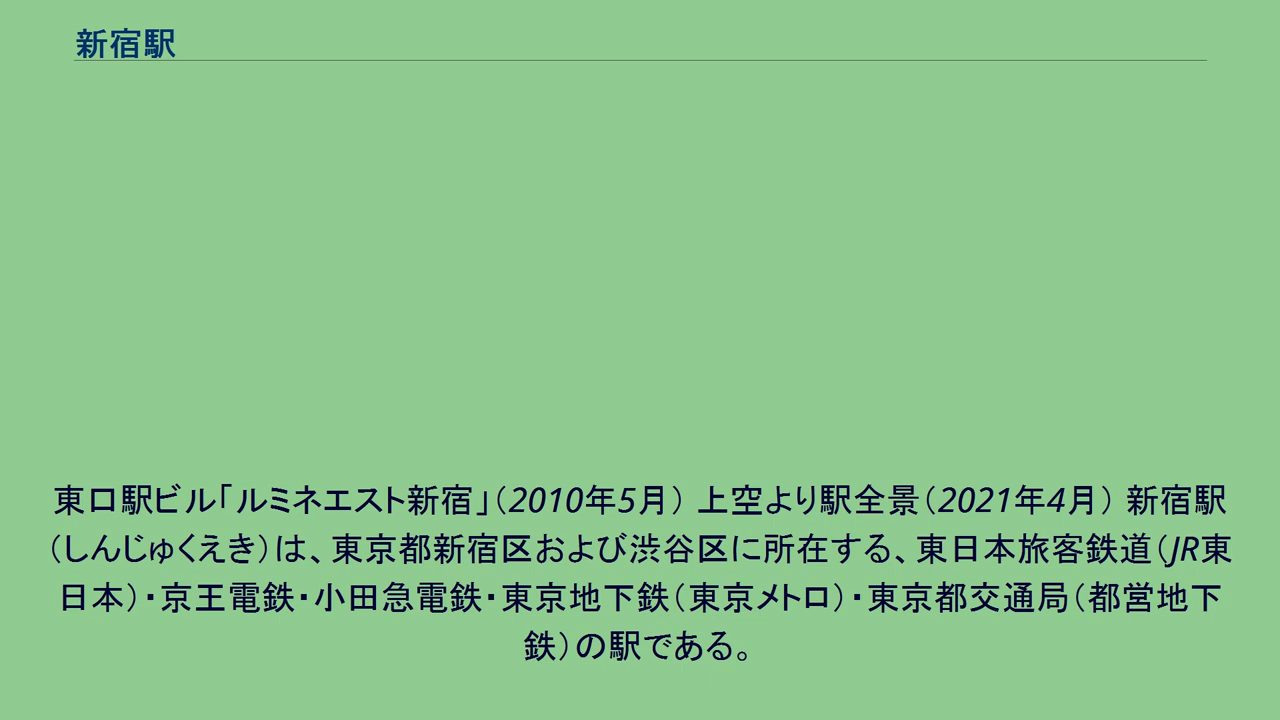 新宿駅
東口駅ビル「ルミネエスト新宿」（2010年5月） 上空より駅全景（2021年4月） 新宿駅
（しんじゅくえき）は、東京都新宿区および渋谷区に所在する、東日本旅客鉄道（JR東
日本）・京王電鉄・小田急電鉄・東京地下鉄（東京メトロ）・東京都交通局（都営地下
鉄）の駅である。